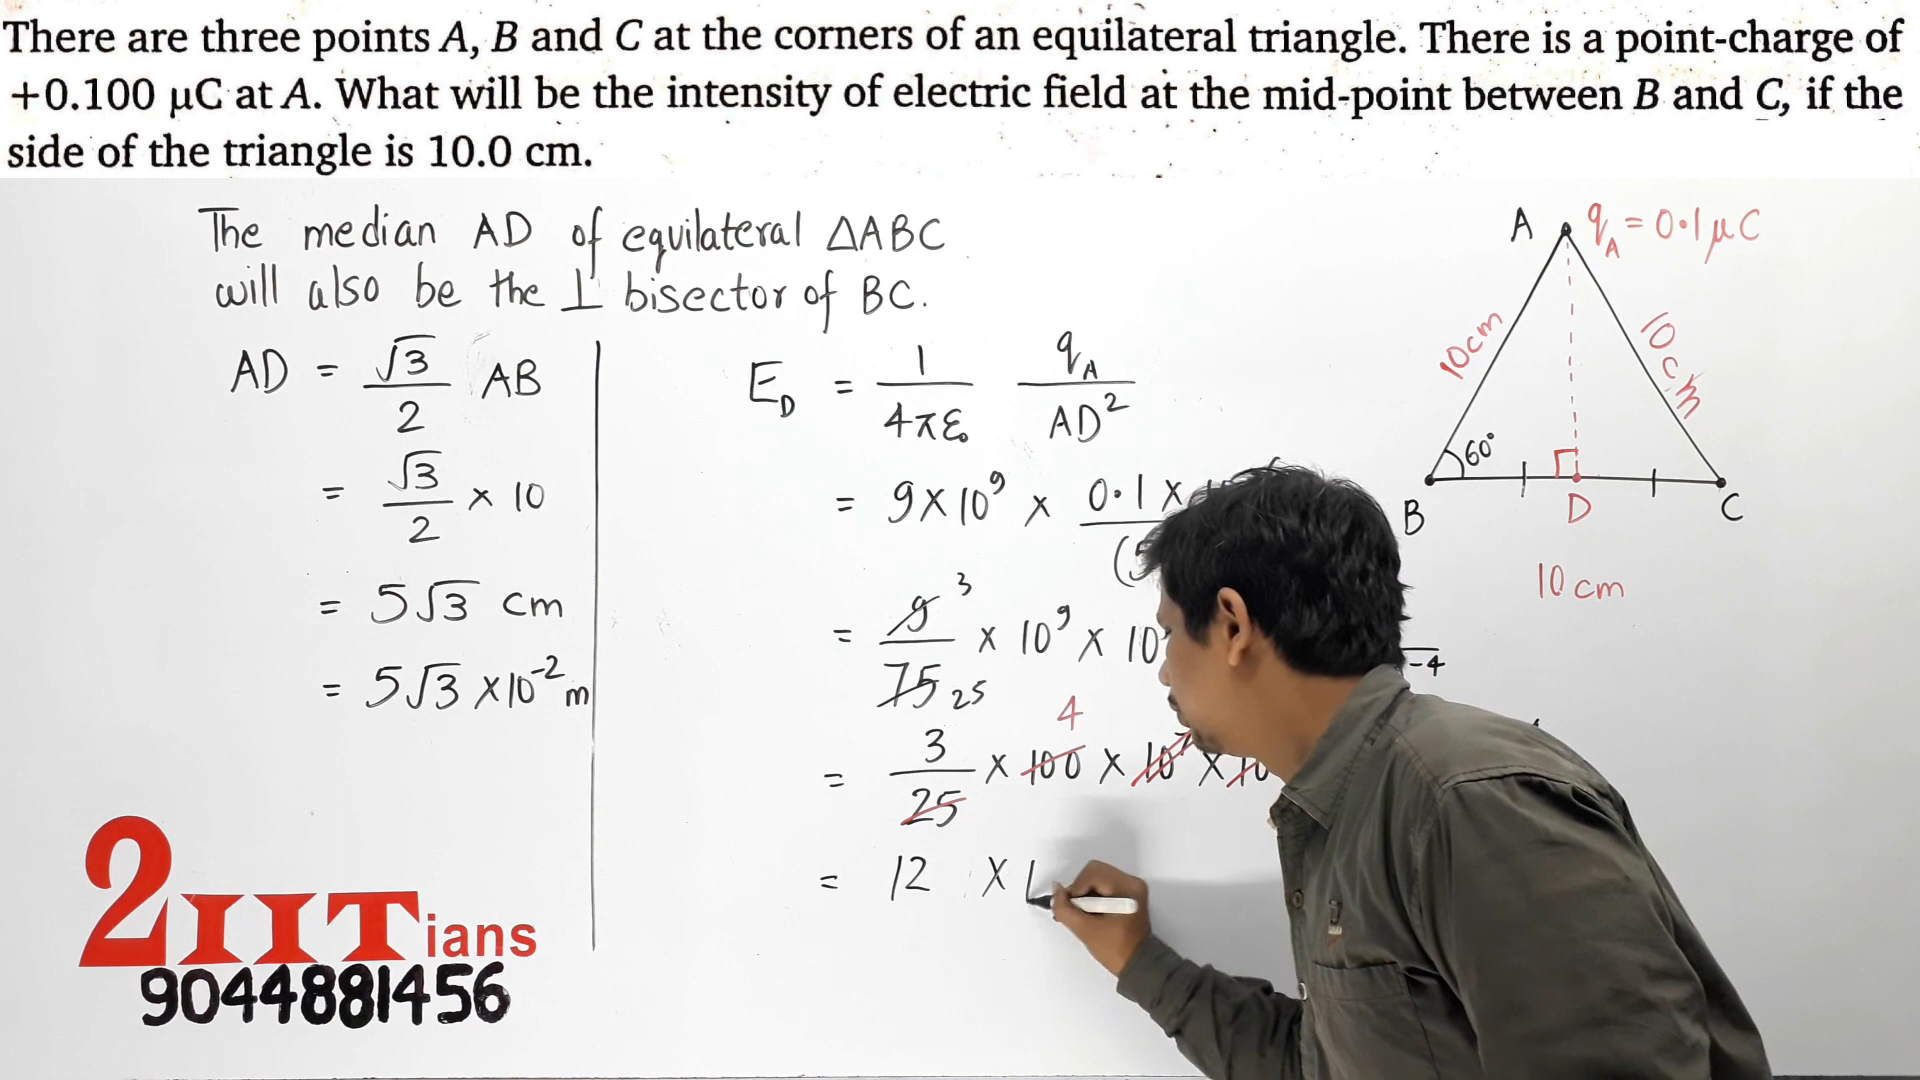 There are three points A, B and C at the corners of an equilateral triangle. There is a point-charge of
+0.100 μC at A. What will be the intensity of electric field at the mid-point between B and C, if the
side of the triangle is 10.0 cm.
The median AD of equilateral ΔABC
will also be the ⊥ bisector of BC.
AD = √3/2 AB
= √3/2 × 10
= 5√3 cm
= 5√3 × 10⁻² m
E_D = 1/4πε₀ q_A/AD²
= 9×10⁹ × 0.1 ×
(5
= 9 3/75 25 × 10⁹ × 10
-4
4
= 3/25 × 100 × 10⁷ × 10
= 12 × 1
A q_A = 0.1 μC
10cm
10cm
60°
B D C
10 cm
2IITians
9044881456